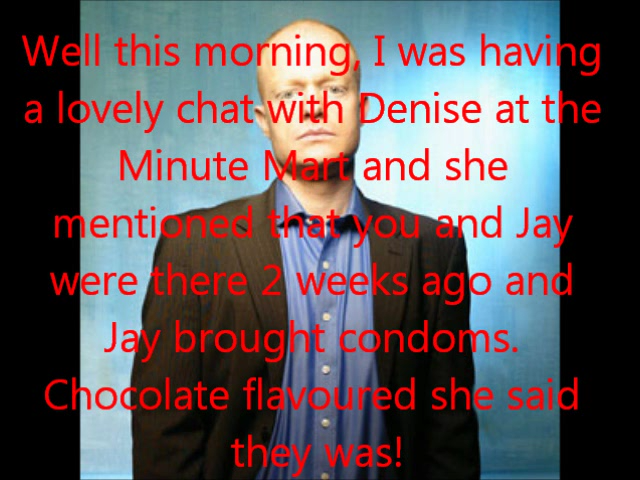 Well this morning, I was having
a lovely chat with Denise at the
Minute Mart and she
mentioned that you and Jay
were there 2 weeks ago and
Jay brought condoms.
Chocolate flavoured she said
they was!